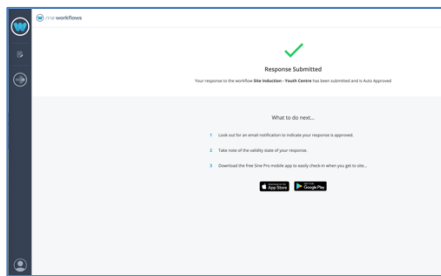 sine workflows
Response Submitted
Your response to the workflow Site Induction - Youth Centre has been submitted and is Auto Approved
What to do next...
1 Look out for an email notification to indicate your response is approved.
2 Take note of the validity state of your response.
3 Download the free Sine Pro mobile app to easily check-in when you get to site...
App Store Google Play